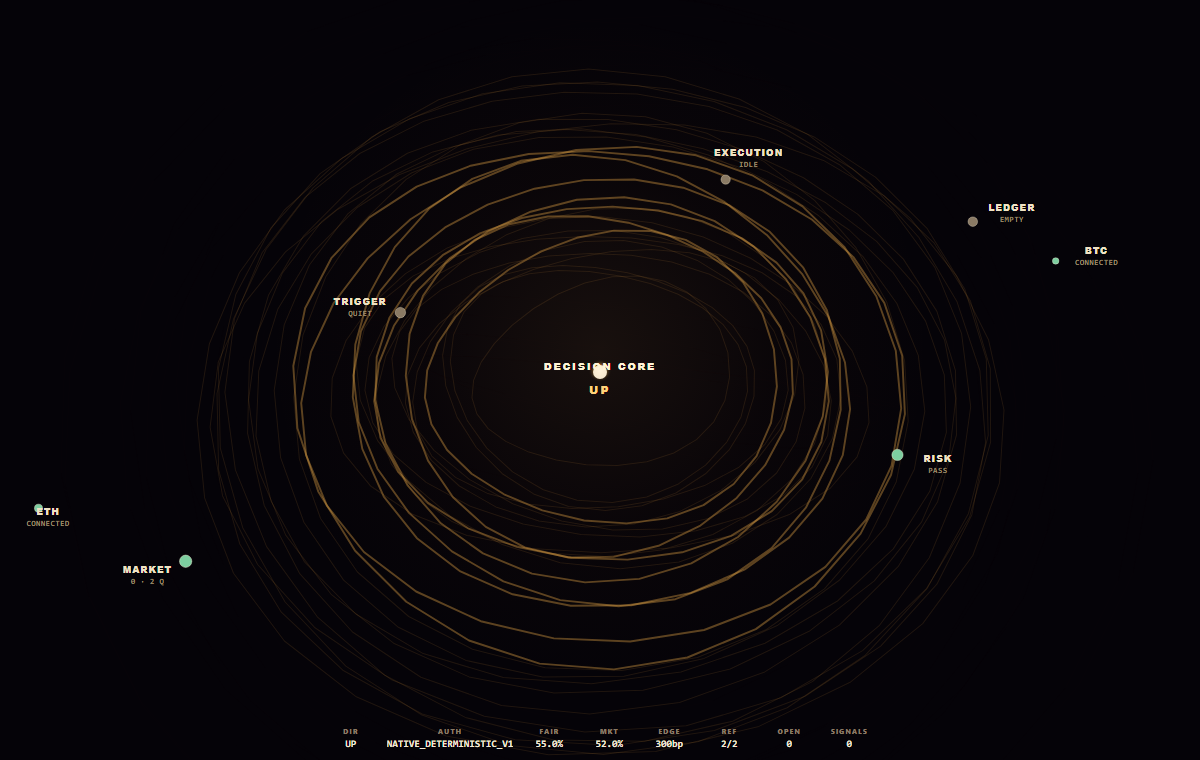 EXECUTION
IDLE
LEDGER
EMPTY
BTC
CONNECTED
TRIGGER
QUIET
DECISION CORE
UP
RISK
PASS
ETH
CONNECTED
MARKET
0 · 2 Q
DIR AUTH FAIR MKT EDGE REF OPEN SIGNALS
UP NATIVE_DETERMINISTIC_V1 55.0% 52.0% 300bp 2/2 0 0